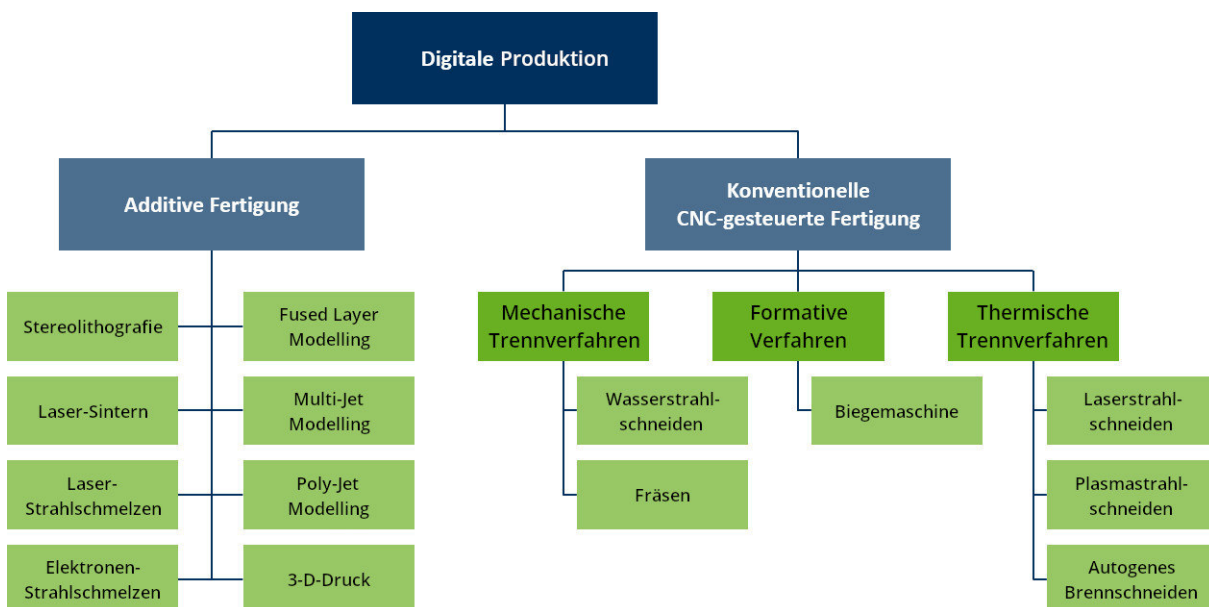 Digitale Produktion
Additive Fertigung
Konventionelle
CNC-gesteuerte Fertigung
Stereolithografie
Fused Layer
Modelling
Laser-Sintern
Multi-Jet
Modelling
Laser-
Strahlschmelzen
Poly-Jet
Modelling
Elektronen-
Strahlschmelzen
3-D-Druck
Mechanische
Trennverfahren
Wasserstrahl-
schneiden
Fräsen
Formative
Verfahren
Biegemaschine
Thermische
Trennverfahren
Laserstrahl-
schneiden
Plasmastrahl-
schneiden
Autogenes
Brennschneiden